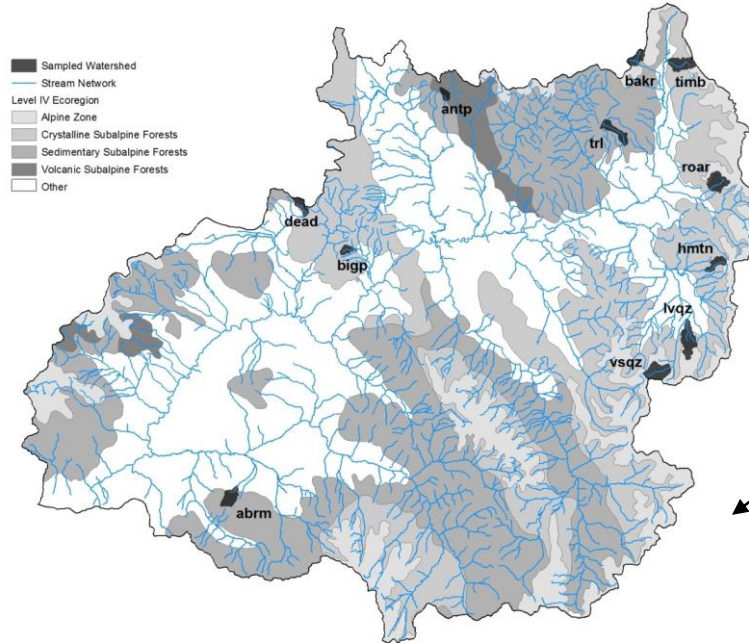 Sampled Watershed
Stream Network
Level IV Ecoregion
Alpine Zone
Crystalline Subalpine Forests
Sedimentary Subalpine Forests
Volcanic Subalpine Forests
Other
bakr
timb
antp
trl
roar
dead
bigp
hmtn
lvqz
vsqz
abrm